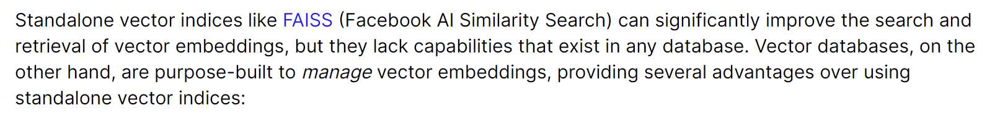 Standalone vector indices like FAISS (Facebook AI Similarity Search) can significantly improve the search and
retrieval of vector embeddings, but they lack capabilities that exist in any database. Vector databases, on the
other hand, are purpose-built to manage vector embeddings, providing several advantages over using
standalone vector indices: